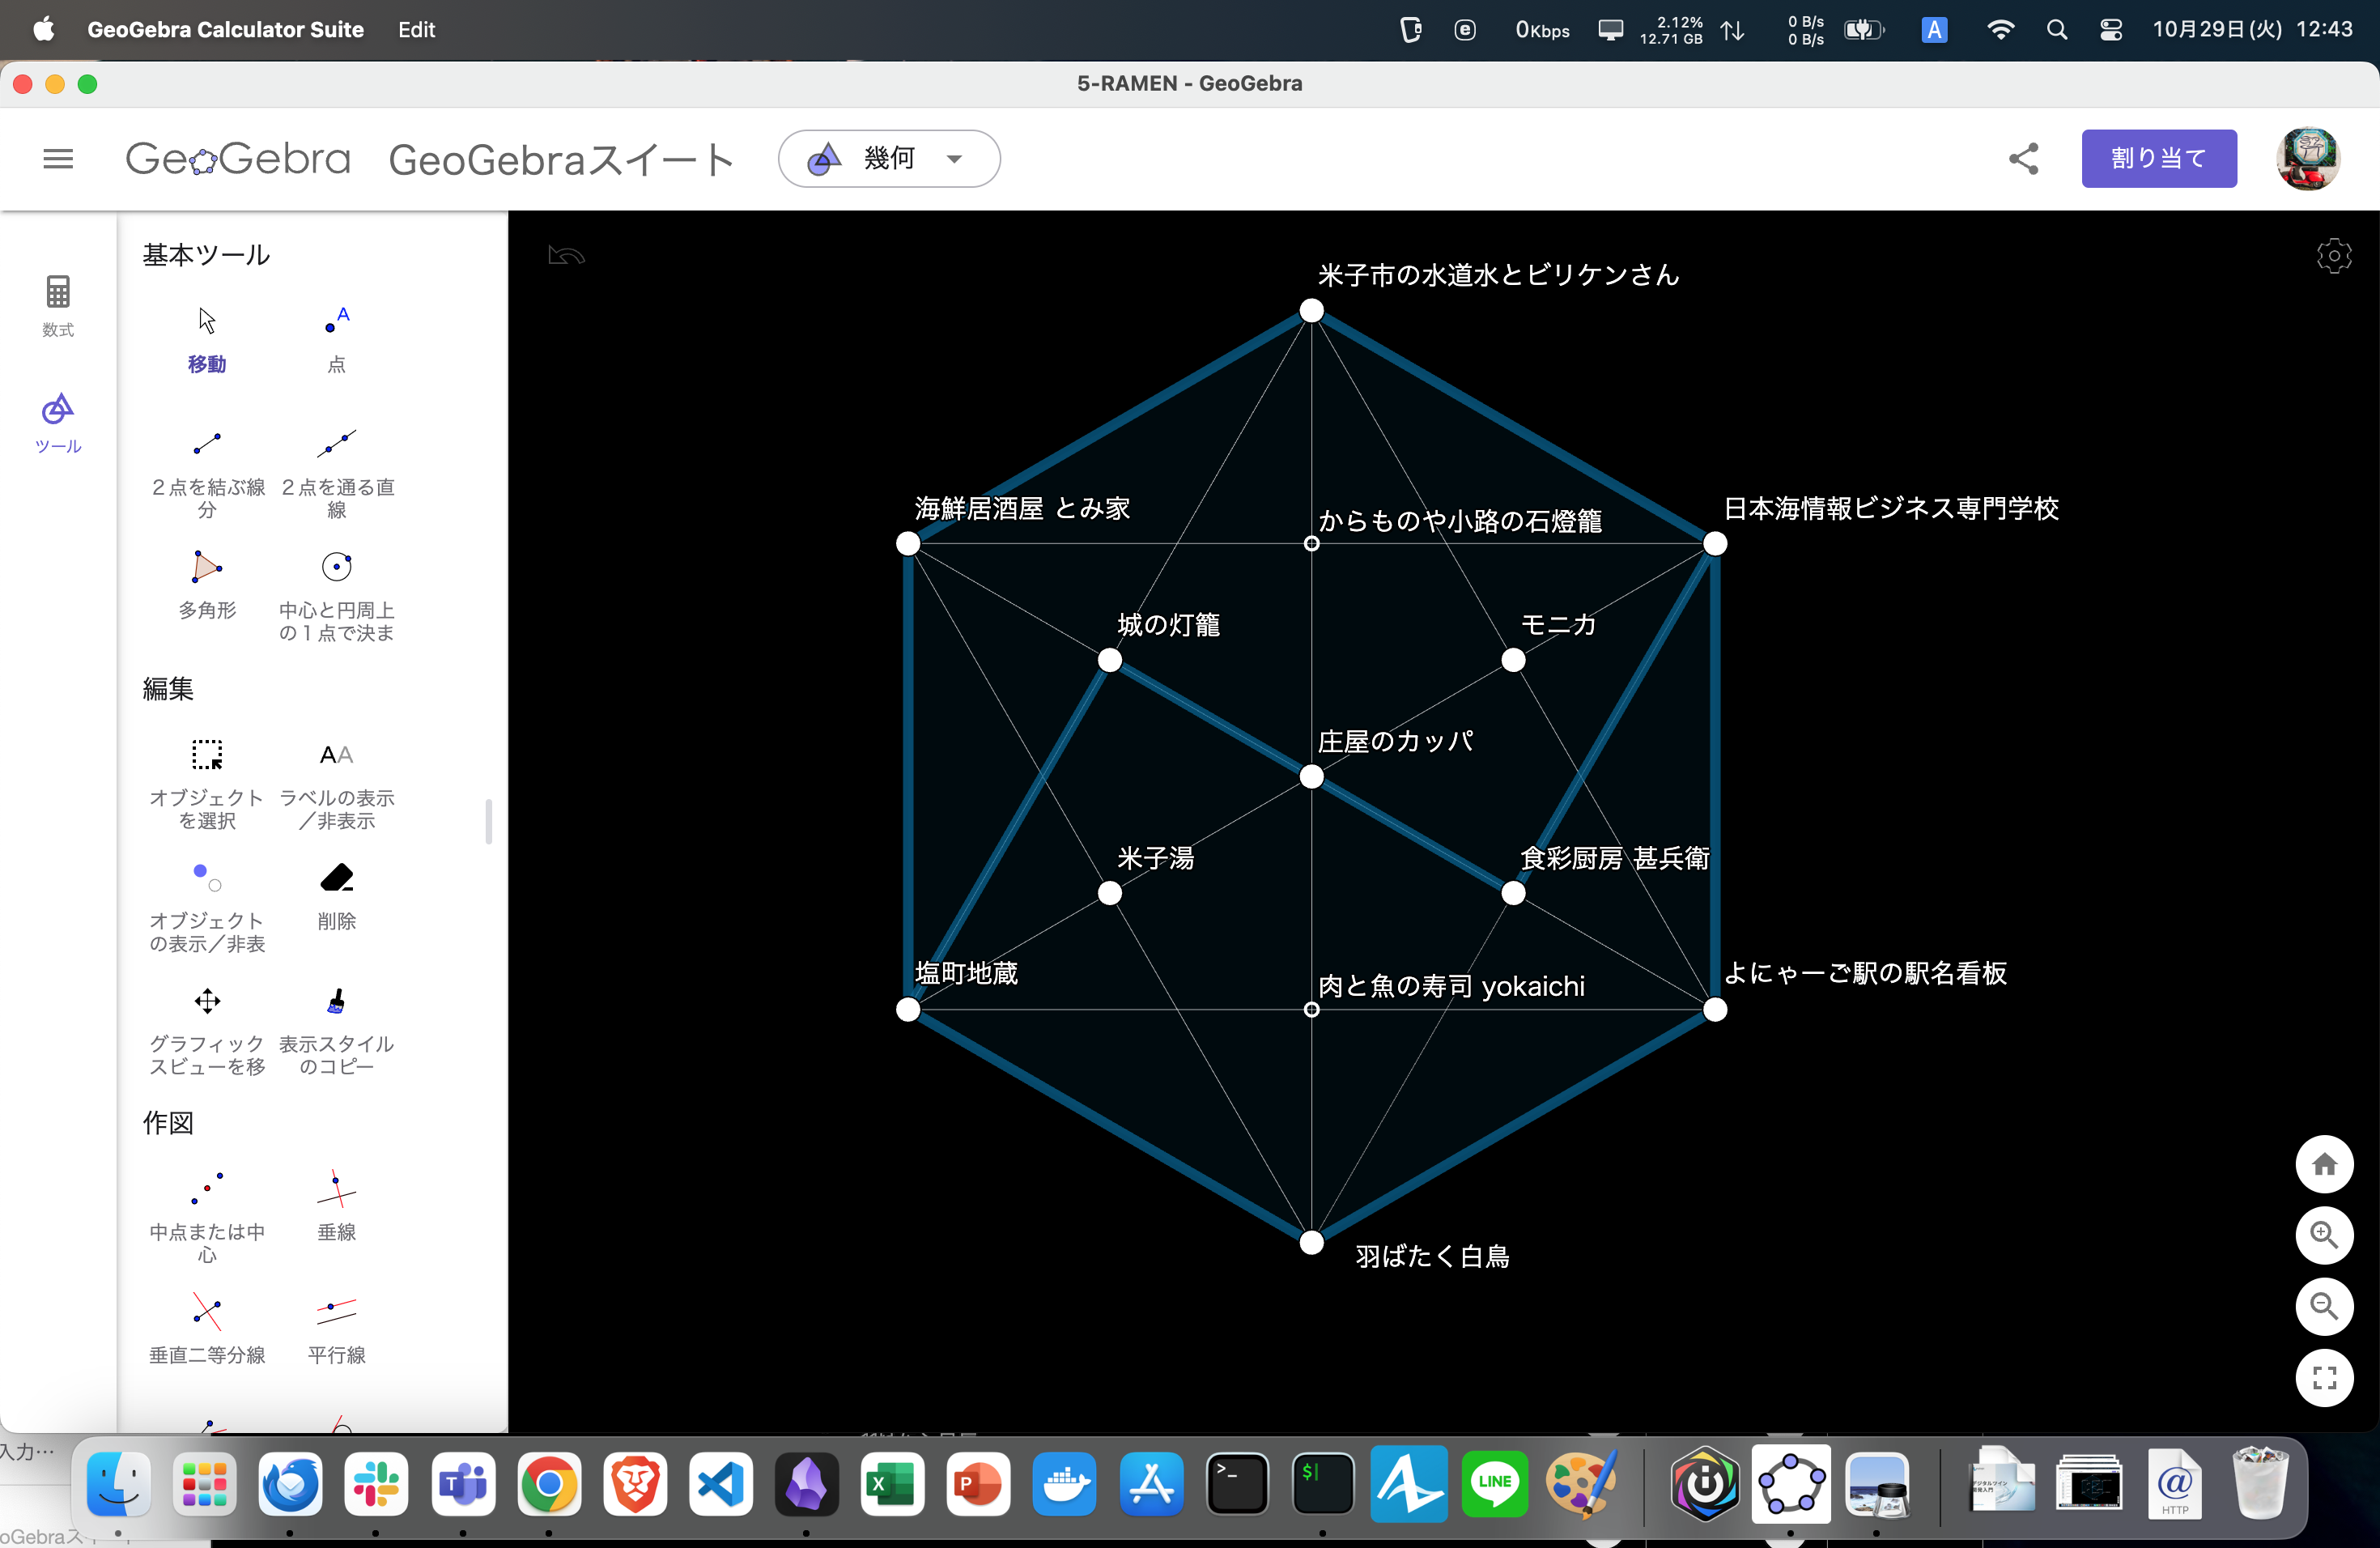 GeoGebra Calculator Suite Edit 0Kbps 2.12% 12.71 GB 0 B/s 0 B/s A 10月29日(火) 12:43
5-RAMEN - GeoGebra
GeoGebra GeoGebraスイート 幾何 割り当て
数式
ツール
基本ツール
移動 点
２点を結ぶ線分 ２点を通る直線
多角形 中心と円周上の１点で決ま
編集
オブジェクトを選択 ラベルの表示／非表示
オブジェクトの表示／非表 削除
グラフィックスビューを移 表示スタイルのコピー
作図
中点または中心 垂線
垂直二等分線 平行線
米子市の水道水とビリケンさん
海鮮居酒屋 とみ家
からものや小路の石燈籠
日本海情報ビジネス専門学校
城の灯籠
モニカ
庄屋のカッパ
米子湯
食彩厨房 甚兵衛
塩町地蔵
肉と魚の寿司 yokaichi
よにゃーご駅の駅名看板
羽ばたく白鳥
入力…
LINE
HTTP